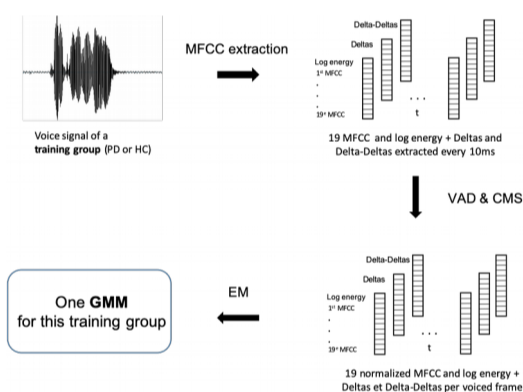 MFCC extraction
Delta-Deltas
Deltas
Log energy
1st MFCC
.
.
.
19th MFCC
...
t
Voice signal of a
training group (PD or HC)
19 MFCC and log energy + Deltas and
Delta-Deltas extracted every 10ms
VAD & CMS
Delta-Deltas
Deltas
Log energy
1st MFCC
.
.
.
19th MFCC
...
t
19 normalized MFCC and log energy +
Deltas et Delta-Deltas per voiced frame
EM
One GMM
for this training group